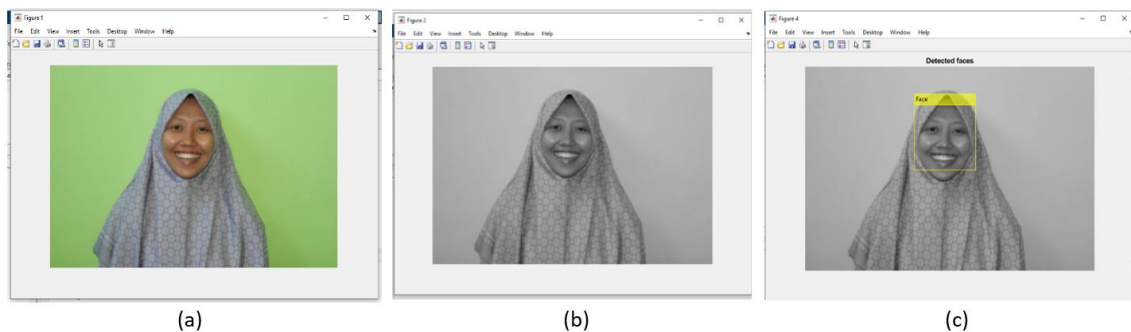 Figure 1
File Edit View Insert Tools Desktop Window Help
(a)
Figure 2
File Edit View Insert Tools Desktop Window Help
(b)
Figure 4
File Edit View Insert Tools Desktop Window Help
Detected faces
Face
(c)